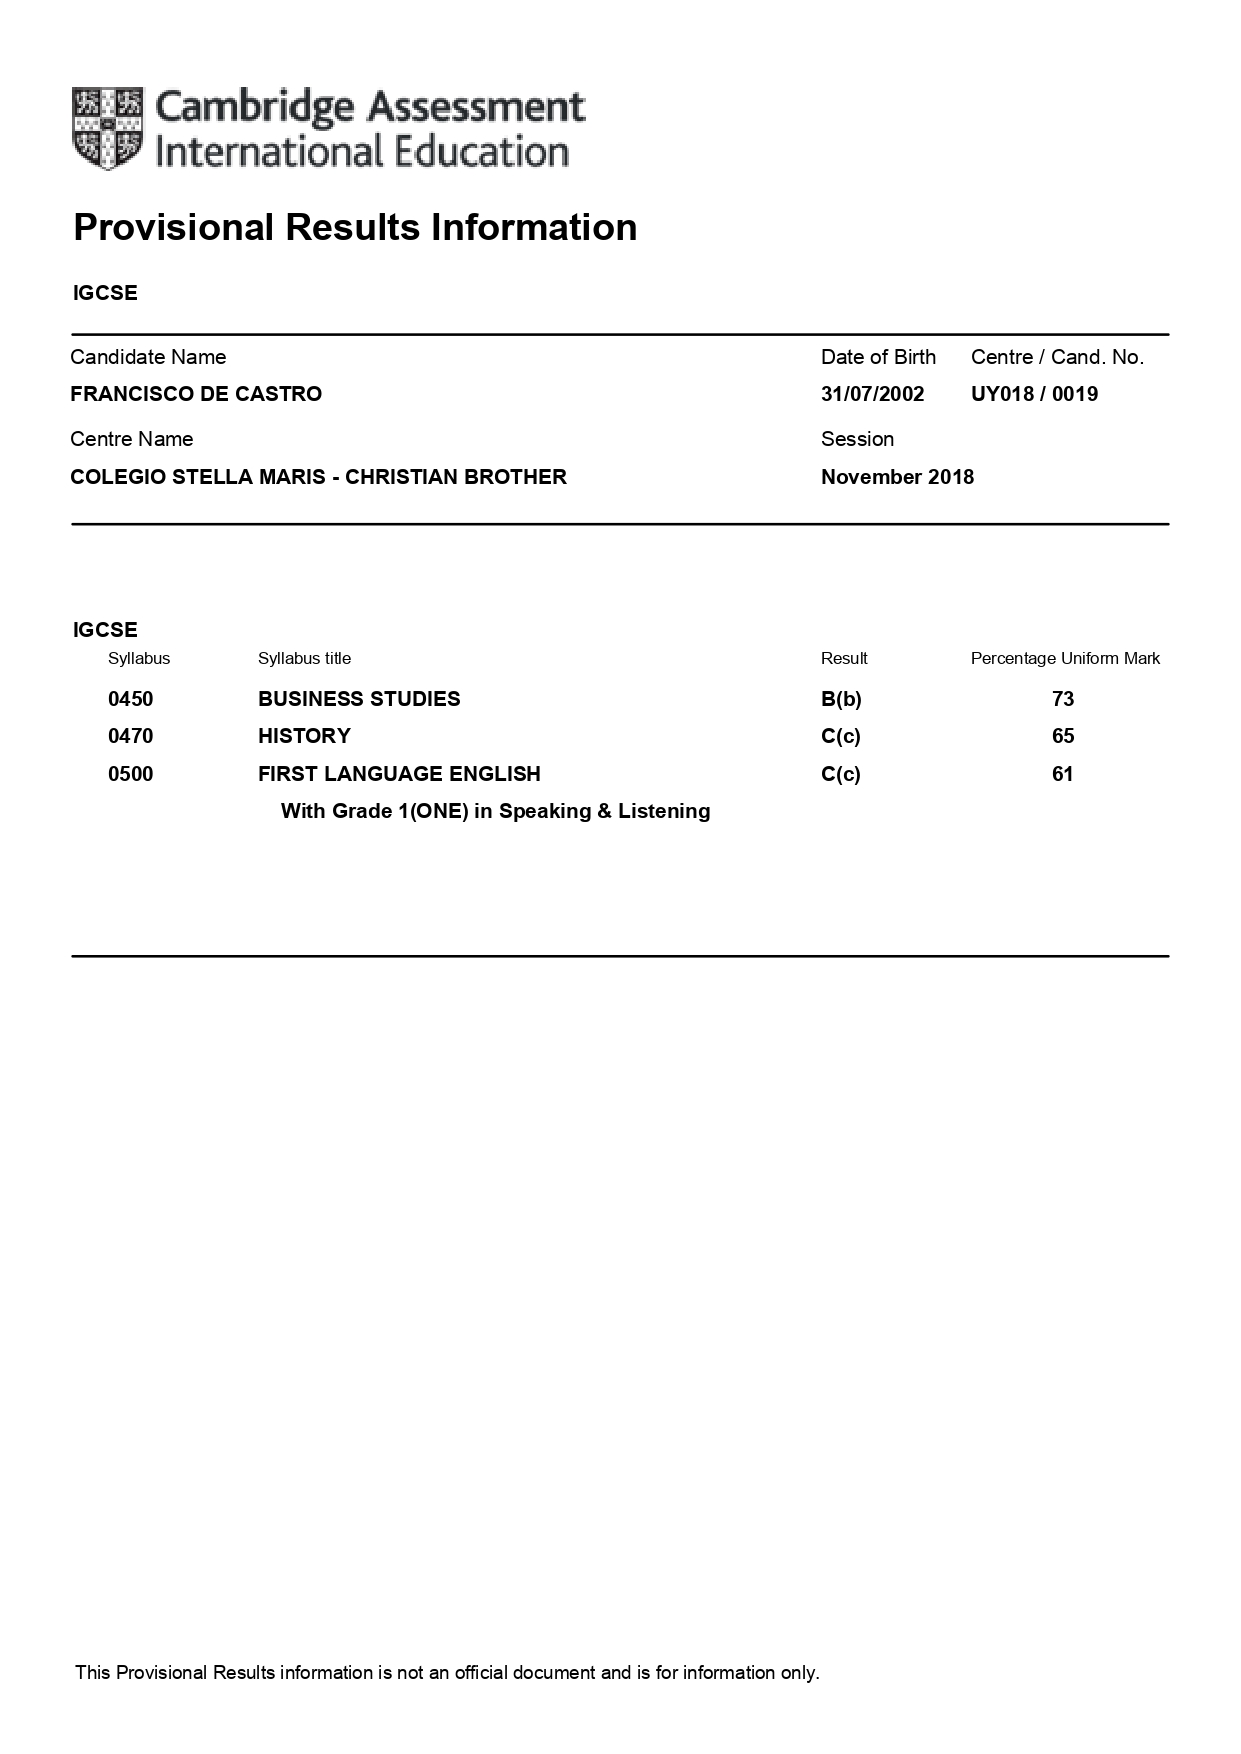 Cambridge Assessment
International Education
Provisional Results Information
IGCSE
Candidate Name Date of Birth Centre / Cand. No.
FRANCISCO DE CASTRO 31/07/2002 UY018 / 0019
Centre Name Session
COLEGIO STELLA MARIS - CHRISTIAN BROTHER November 2018
IGCSE
Syllabus Syllabus title Result Percentage Uniform Mark
0450 BUSINESS STUDIES B(b) 73
0470 HISTORY C(c) 65
0500 FIRST LANGUAGE ENGLISH C(c) 61
With Grade 1(ONE) in Speaking & Listening
This Provisional Results information is not an official document and is for information only.